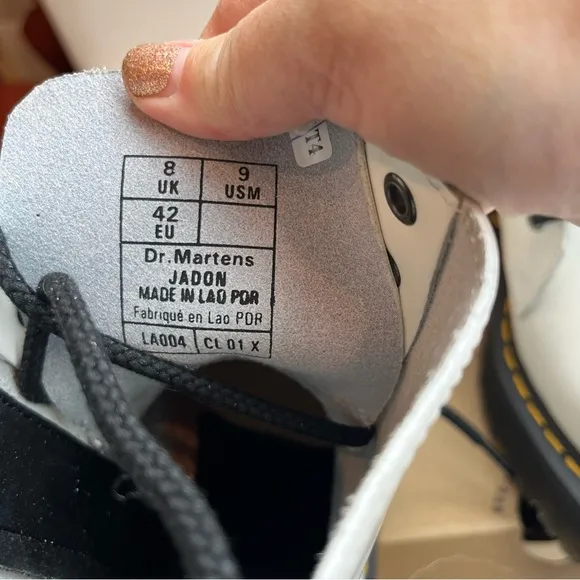 8 9
UK USM
42
EU
Dr.Martens
JADON
MADE IN LAO PDR
Fabriqué en Lao PDR
LA004 CL 01 X
T4